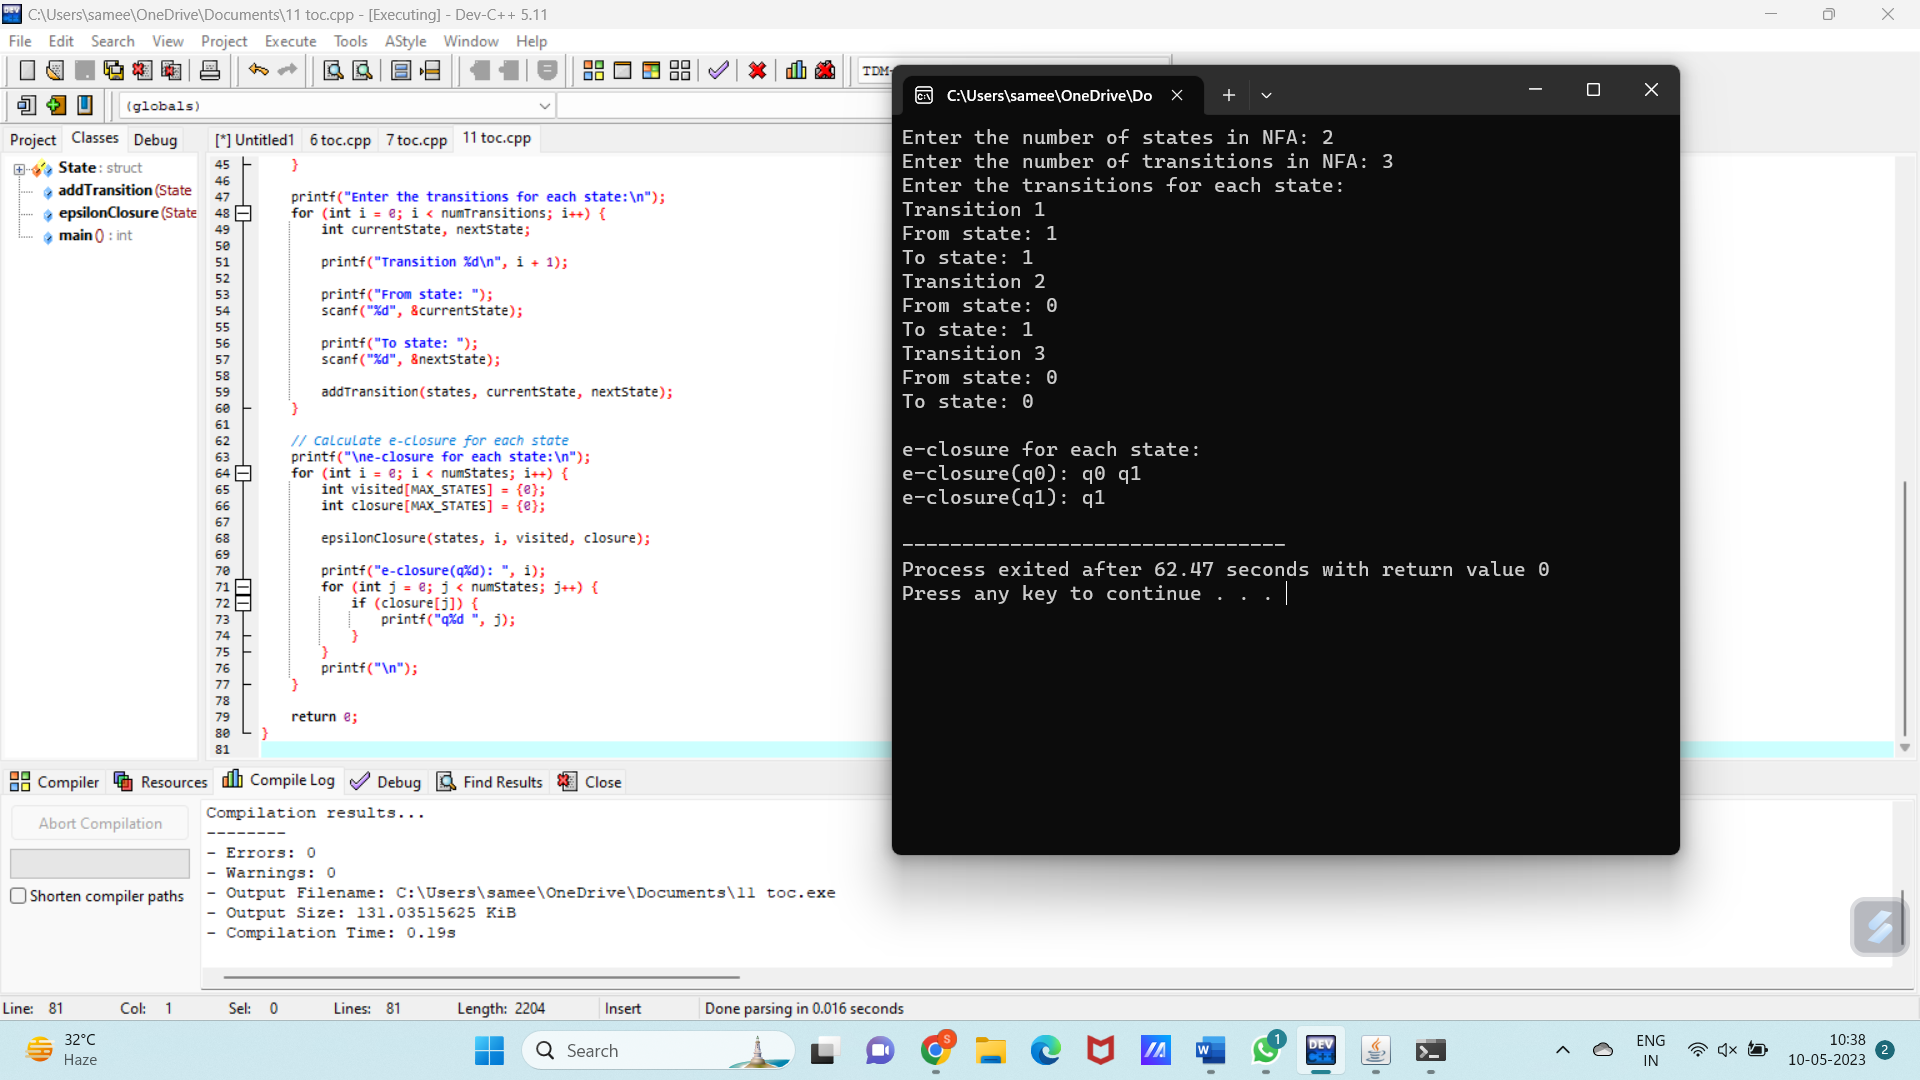 C:\Users\samee\OneDrive\Documents\11 toc.cpp - [Executing] - Dev-C++ 5.11
File Edit Search View Project Execute Tools AStyle Window Help
TDM-
(globals)
Project Classes Debug
[*] Untitled1 6 toc.cpp 7 toc.cpp 11 toc.cpp
State : struct
addTransition (State
epsilonClosure (State
main () : int
45 }
46
47 printf("Enter the transitions for each state:\n");
48 for (int i = 0; i < numTransitions; i++) {
49 int currentState, nextState;
50
51 printf("Transition %d\n", i + 1);
52
53 printf("From state: ");
54 scanf("%d", &currentState);
55
56 printf("To state: ");
57 scanf("%d", &nextState);
58
59 addTransition(states, currentState, nextState);
60 }
61
62 // Calculate e-closure for each state
63 printf("\ne-closure for each state:\n");
64 for (int i = 0; i < numStates; i++) {
65 int visited[MAX_STATES] = {0};
66 int closure[MAX_STATES] = {0};
67
68 epsilonClosure(states, i, visited, closure);
69
70 printf("e-closure(q%d): ", i);
71 for (int j = 0; j < numStates; j++) {
72 if (closure[j]) {
73 printf("q%d ", j);
74 }
75 }
76 printf("\n");
77 }
78
79 return 0;
80 }
81
C:\Users\samee\OneDrive\Do
Enter the number of states in NFA: 2
Enter the number of transitions in NFA: 3
Enter the transitions for each state:
Transition 1
From state: 1
To state: 1
Transition 2
From state: 0
To state: 1
Transition 3
From state: 0
To state: 0
e-closure for each state:
e-closure(q0): q0 q1
e-closure(q1): q1
--------------------------------
Process exited after 62.47 seconds with return value 0
Press any key to continue . . .
Compiler Resources Compile Log Debug Find Results Close
Abort Compilation
Shorten compiler paths
Compilation results...
--------
- Errors: 0
- Warnings: 0
- Output Filename: C:\Users\samee\OneDrive\Documents\11 toc.exe
- Output Size: 131.03515625 KiB
- Compilation Time: 0.19s
Line: 81 Col: 1 Sel: 0 Lines: 81 Length: 2204 Insert Done parsing in 0.016 seconds
32°C
Haze
Search
S
1
DEV
ENG
IN
10:38
10-05-2023
2